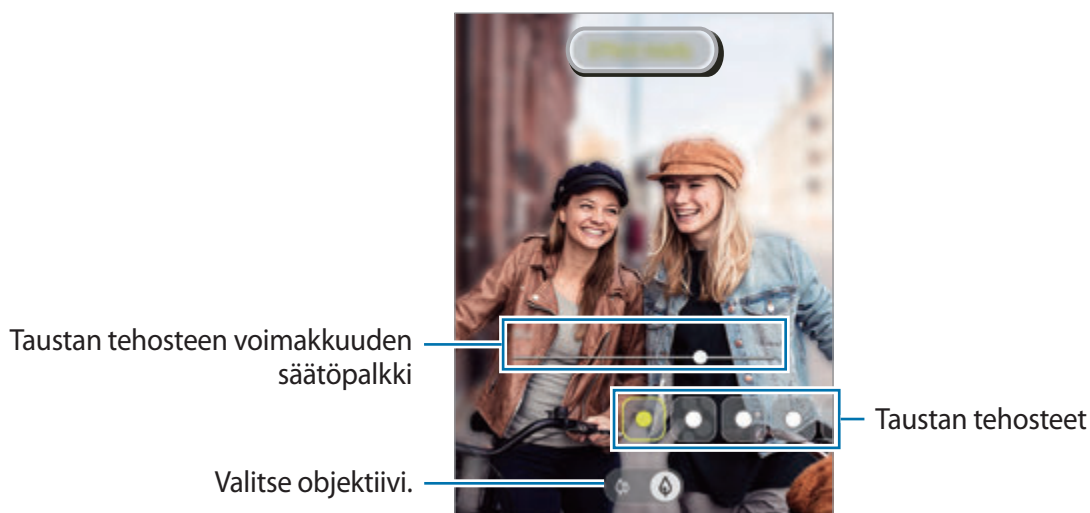 Taustan tehosteen voimakkuuden
säätöpalkki
Taustan tehosteet
Valitse objektiivi.